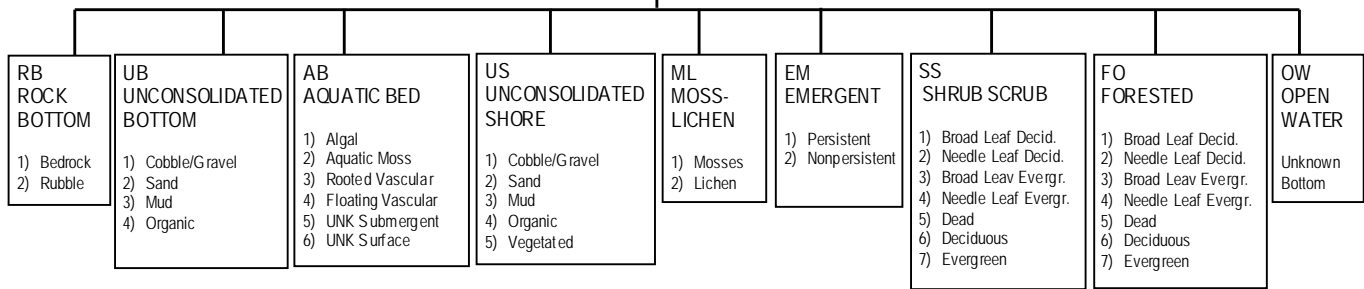 RB
ROCK
BOTTOM
1) Bedrock
2) Rubble
UB
UNCONSOLIDATED
BOTTOM
1) Cobble/Gravel
2) Sand
3) Mud
4) Organic
AB
AQUATIC BED
1) Algal
2) Aquatic Moss
3) Rooted Vascular
4) Floating Vascular
5) UNK Submergent
6) UNK Surface
US
UNCONSOLIDATED
SHORE
1) Cobble/Gravel
2) Sand
3) Mud
4) Organic
5) Vegetated
ML
MOSS-
LICHEN
1) Mosses
2) Lichen
EM
EMERGENT
1) Persistent
2) Nonpersistent
SS
SHRUB SCRUB
1) Broad Leaf Decid.
2) Needle Leaf Decid.
3) Broad Leav Evergr.
4) Needle Leaf Evergr.
5) Dead
6) Deciduous
7) Evergreen
FO
FORESTED
1) Broad Leaf Decid.
2) Needle Leaf Decid.
3) Broad Leav Evergr.
4) Needle Leaf Evergr.
5) Dead
6) Deciduous
7) Evergreen
OW
OPEN
WATER
Unknown
Bottom